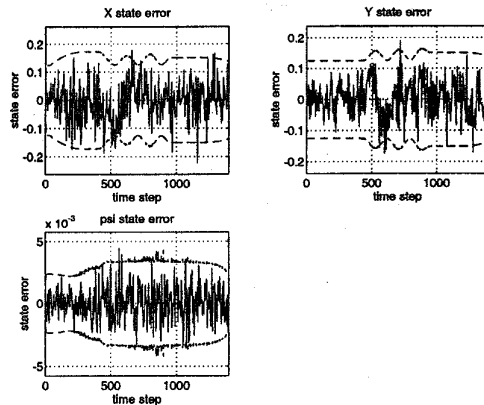 X state error
0.2
0.1
0
-0.1
-0.2
state error
0 500 1000
time step
Y state error
0.2
0.1
0
-0.1
-0.2
state error
0 500 1000
time step
x 10^-3
psi state error
5
0
-5
state error
0 500 1000
time step